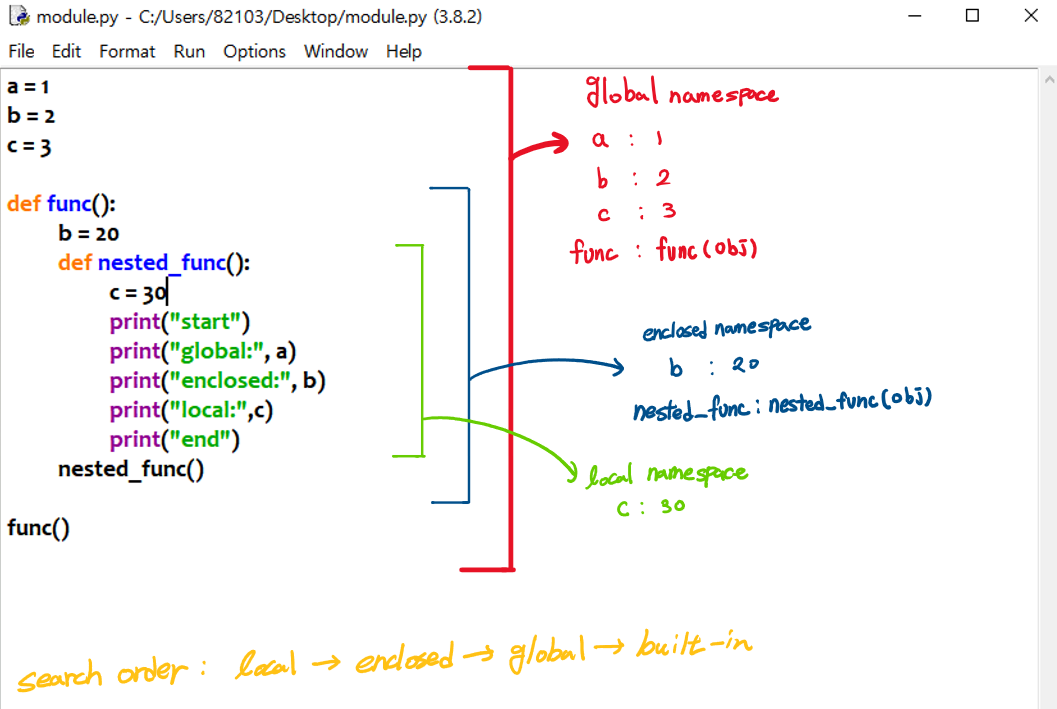 module.py - C:/Users/82103/Desktop/module.py (3.8.2)
File Edit Format Run Options Window Help
a = 1
b = 2
c = 3
def func():
b = 20
def nested_func():
c = 30
print("start")
print("global:", a)
print("enclosed:", b)
print("local:",c)
print("end")
nested_func()
func()
global namespace
a : 1
b : 2
c : 3
func : func(obj)
enclosed namespace
b : 20
nested_func : nested_func(obj)
local namespace
c : 30
search order : local → enclosed → global → built-in